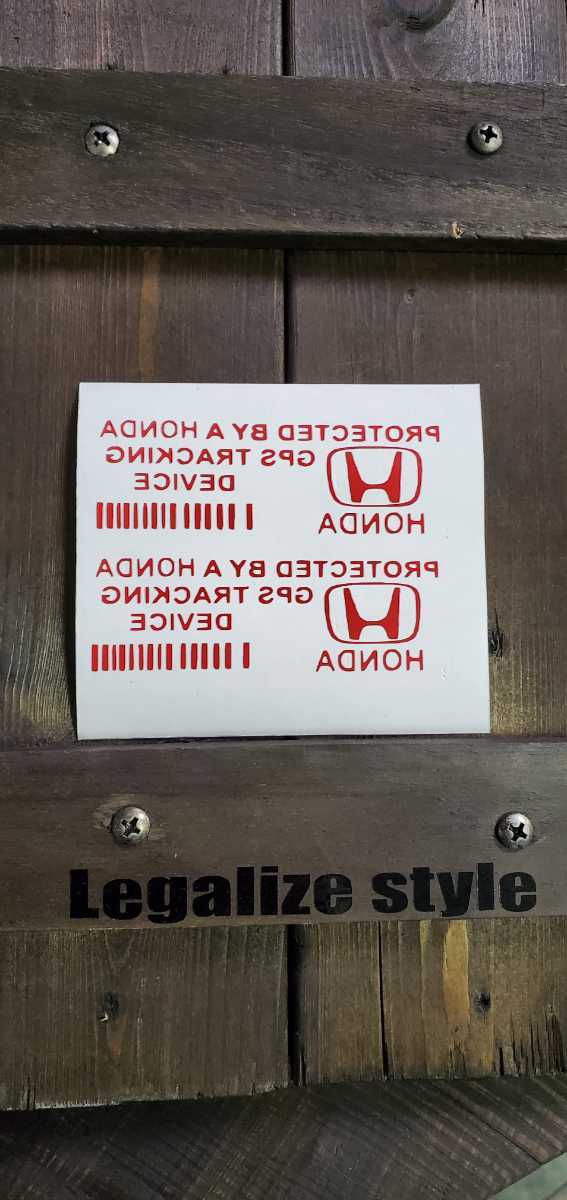 PROTECTED BY A HONDA
GPS TRACKING
DEVICE
HONDA
PROTECTED BY A HONDA
GPS TRACKING
DEVICE
HONDA
Legalize style